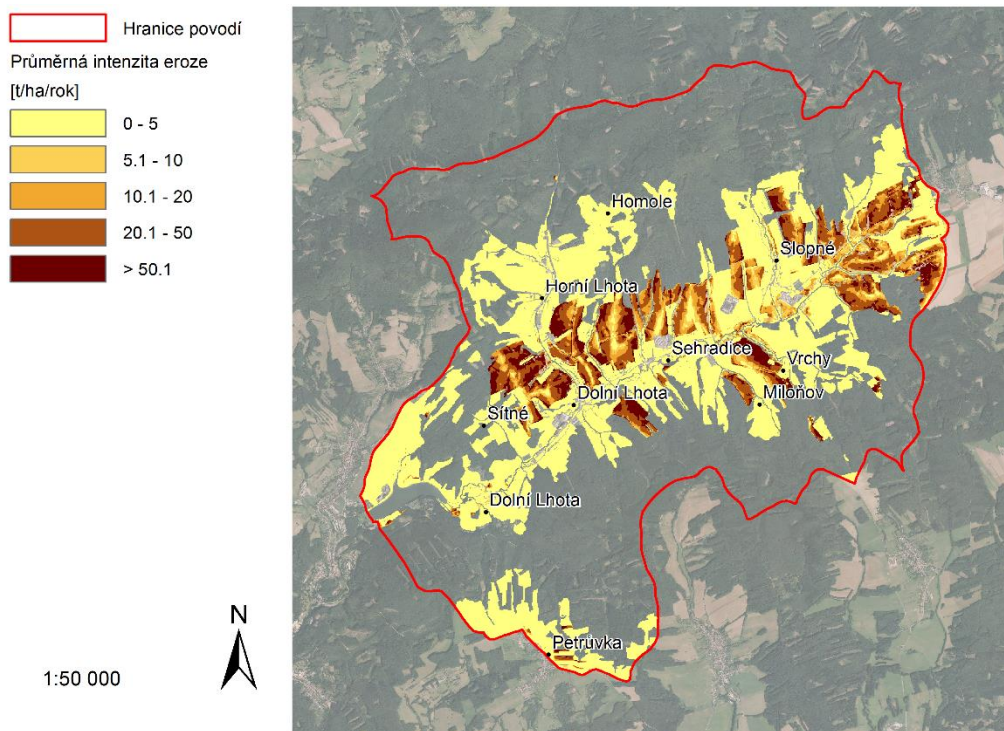 Hranice povodí
Průměrná intenzita eroze
[t/ha/rok]
0 - 5
5.1 - 10
10.1 - 20
20.1 - 50
> 50.1
N
1:50 000
Homole
Slopné
Horní Lhota
Sehradice
Vrchy
Miloňov
Dolní Lhota
Sítné
Dolní Lhota
Petrůvka